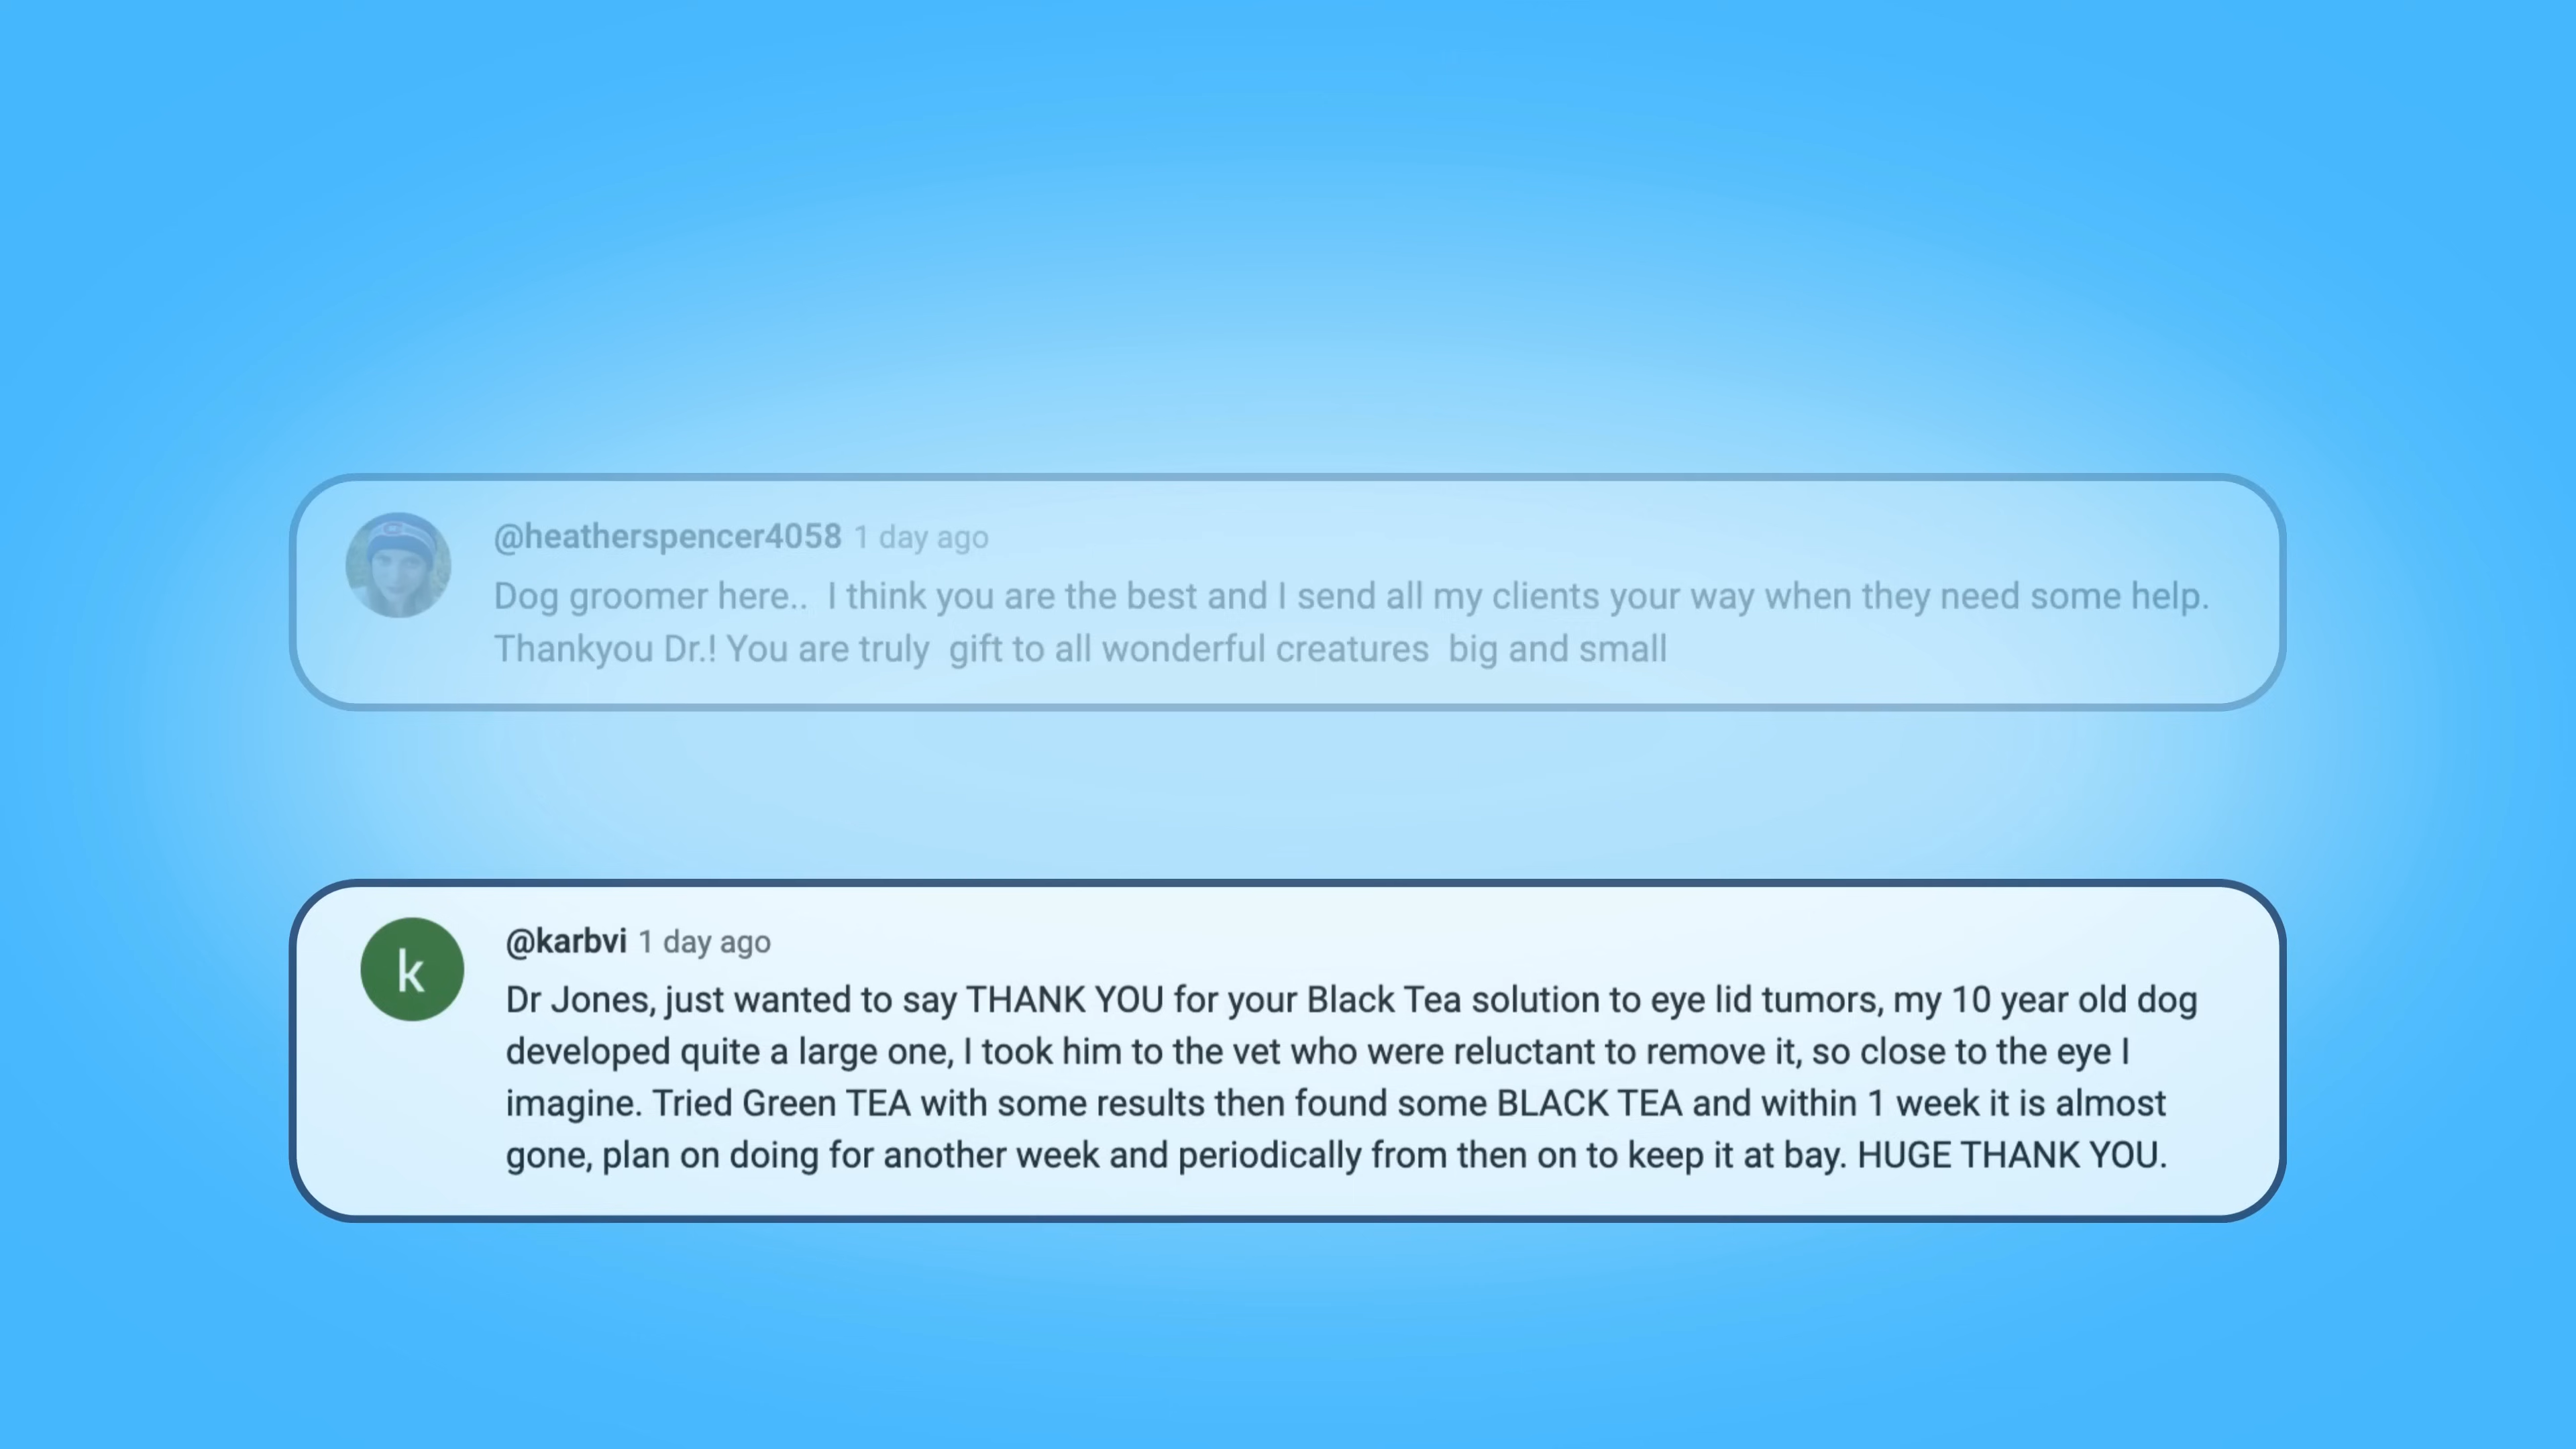 @heatherspencer4058 1 day ago
Dog groomer here..  I think you are the best and I send all my clients your way when they need some help.
Thankyou Dr.! You are truly  gift to all wonderful creatures  big and small
k
@karbvi 1 day ago
Dr Jones, just wanted to say THANK YOU for your Black Tea solution to eye lid tumors, my 10 year old dog
developed quite a large one, I took him to the vet who were reluctant to remove it, so close to the eye I
imagine. Tried Green TEA with some results then found some BLACK TEA and within 1 week it is almost
gone, plan on doing for another week and periodically from then on to keep it at bay. HUGE THANK YOU.